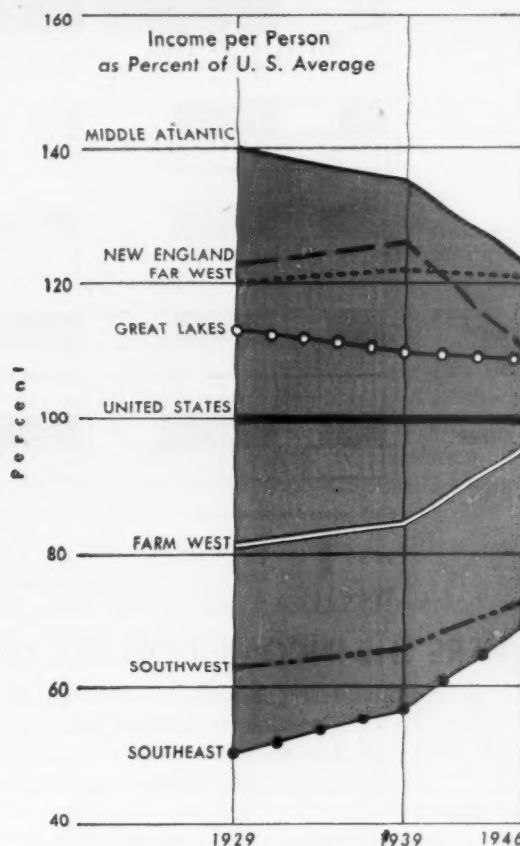 160
Income per Person
as Percent of U. S. Average
MIDDLE ATLANTIC
140
NEW ENGLAND
FAR WEST
120
GREAT LAKES
UNITED STATES
100
Percent
FARM WEST
80
SOUTHWEST
60
SOUTHEAST
40
1929
1939
1946